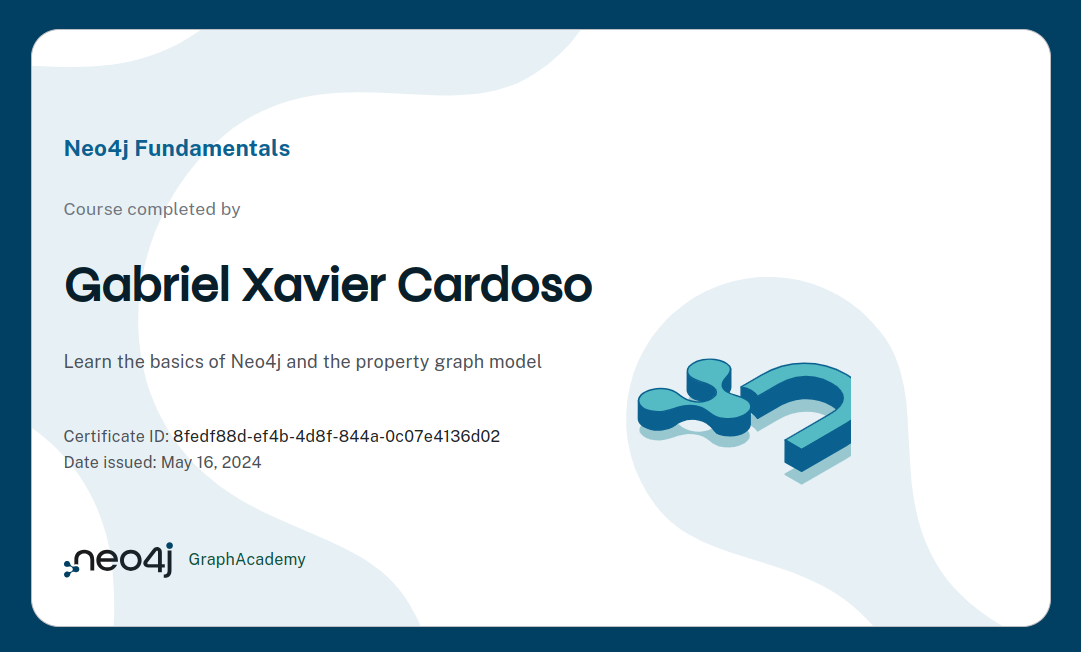 Neo4j Fundamentals
Course completed by
Gabriel Xavier Cardoso
Learn the basics of Neo4j and the property graph model
Certificate ID: 8fedf88d-ef4b-4d8f-844a-0c07e4136d02
Date issued: May 16, 2024
neo4j GraphAcademy